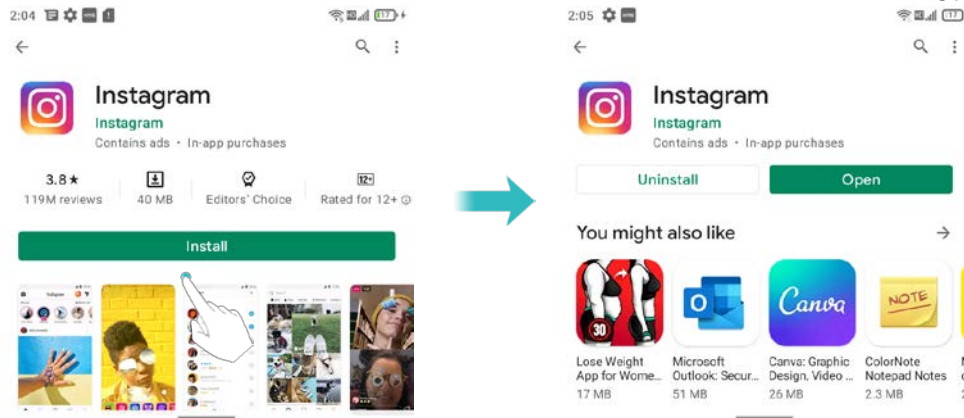 2:04
17
Instagram
Instagram
Contains ads • In-app purchases
3.8★
119M reviews
40 MB
Editors' Choice
12+
Rated for 12+
Install
Instagram
2:05
17
Instagram
Instagram
Contains ads • In-app purchases
Uninstall
Open
You might also like
30
O
Canva
NOTE
Lose Weight
App for Wome...
17 MB
Microsoft
Outlook: Secur...
51 MB
Canva: Graphic
Design, Video ...
26 MB
ColorNote
Notepad Notes
2.3 MB